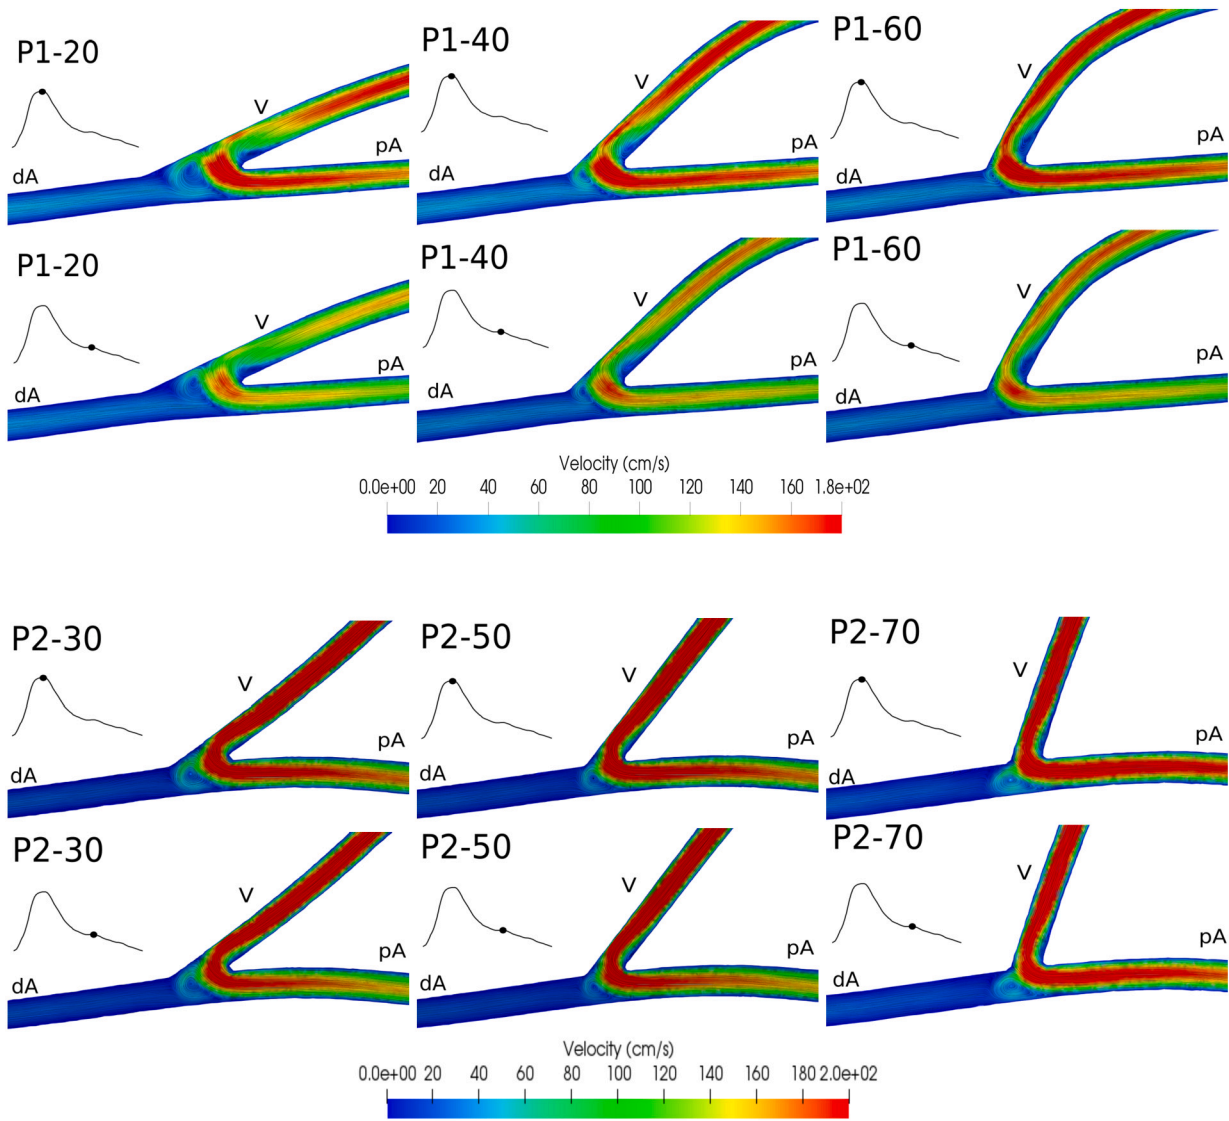 P1-20
V
pA
dA
P1-40
V
pA
dA
P1-60
V
pA
dA
P1-20
V
pA
dA
P1-40
V
pA
dA
P1-60
V
pA
dA
Velocity (cm/s)
0.0e+00 20 40 60 80 100 120 140 160 1.8e+02
P2-30
V
pA
dA
P2-50
V
pA
dA
P2-70
V
pA
dA
P2-30
V
pA
dA
P2-50
V
pA
dA
P2-70
V
pA
dA
Velocity (cm/s)
0.0e+00 20 40 60 80 100 120 140 160 180 2.0e+02